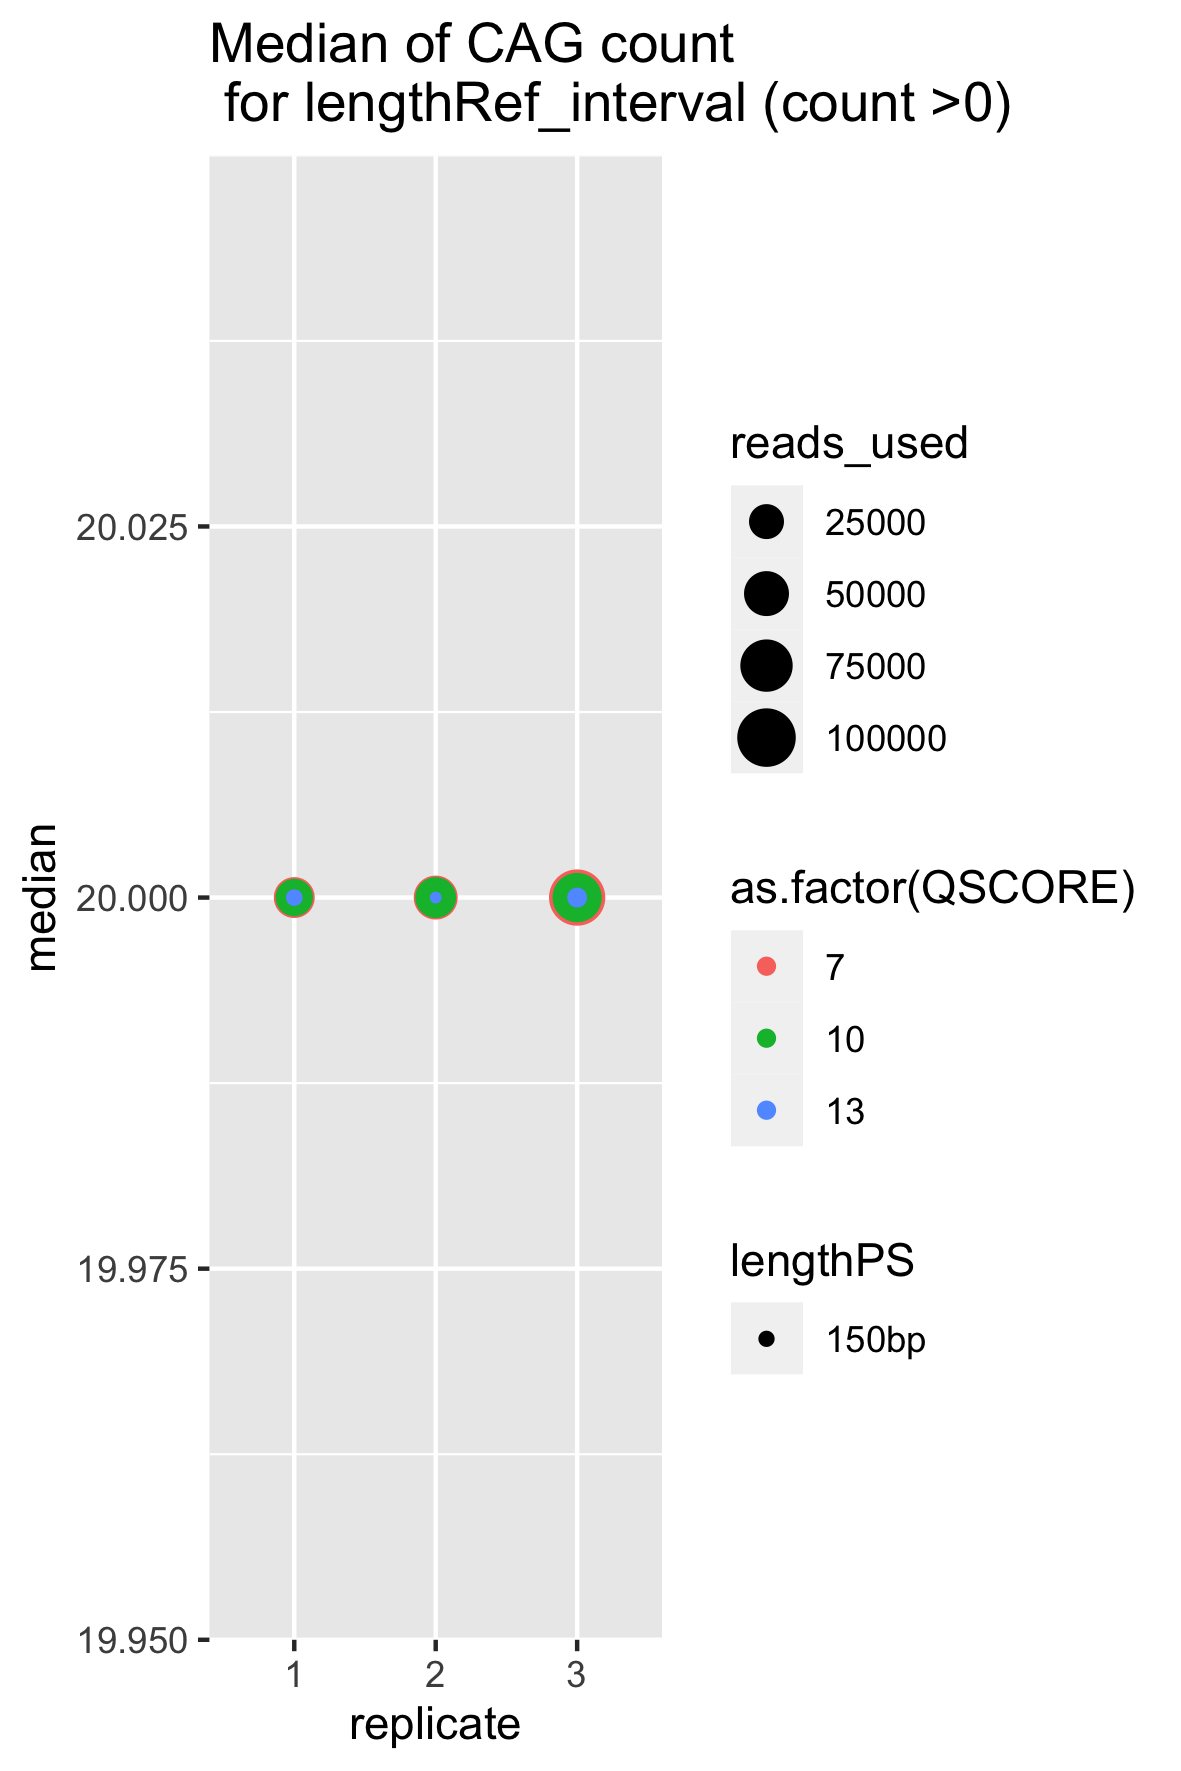 Median of CAG count
for lengthRef_interval (count >0)
median
20.025
20.000
19.975
19.950
1 2 3
replicate
reads_used
25000
50000
75000
100000
as.factor(QSCORE)
7
10
13
lengthPS
150bp